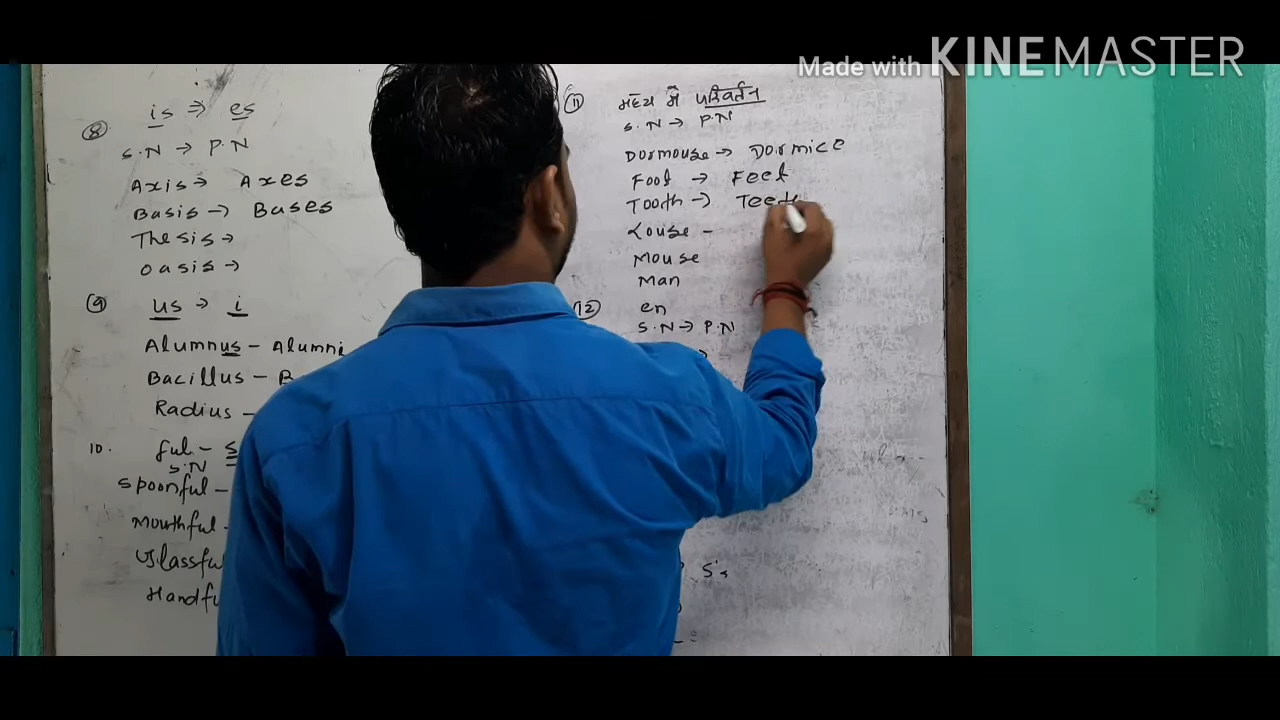 Made with KINEMASTER
⑧ is → es
S.N → P.N
Axis → Axes
Basis → Bases
Thesis →
Oasis →
⑨ us → i
Alumnus - Alumni
Bacillus - B
Radius -
10. ful - s
S.N
Spoonful -
Mouthful -
Glassfu
Handfu
⑪ मध्य में परिवर्तन
S.N → P.N
Dormouse → Dormice
Foot → Feet
Tooth → Teeth
Louse -
Mouse
Man
⑫ en
S.N → P.N
S's